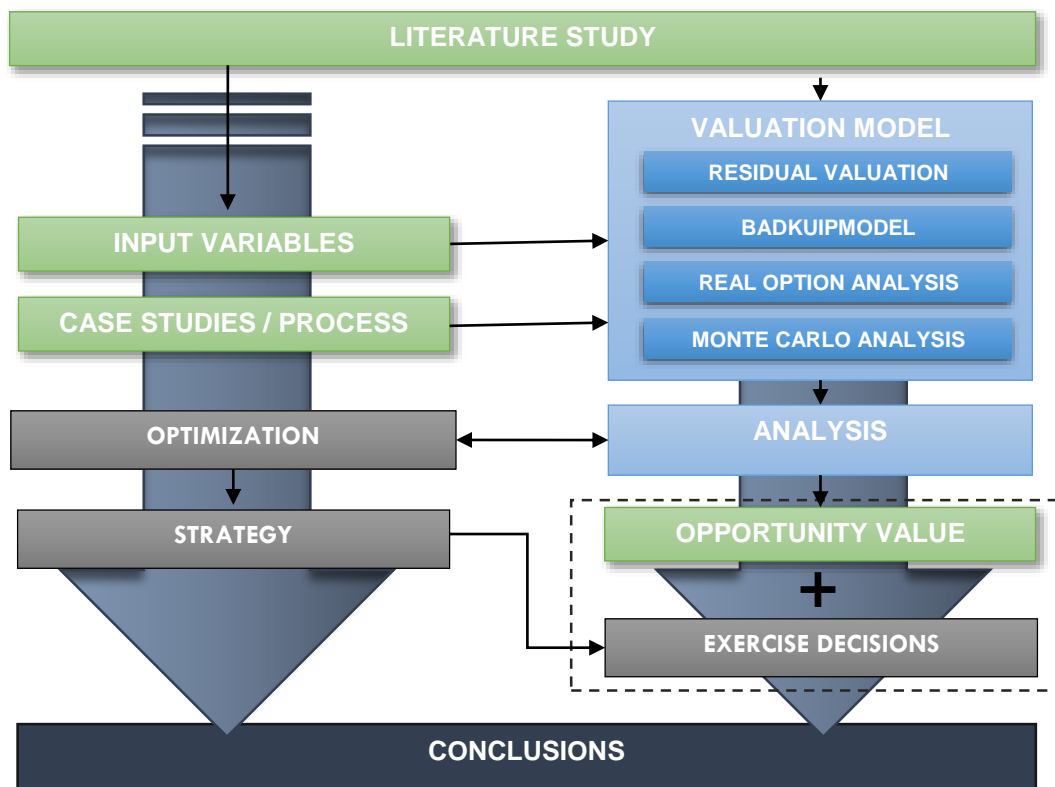 LITERATURE STUDY
VALUATION MODEL
RESIDUAL VALUATION
BADKUIPMODEL
REAL OPTION ANALYSIS
MONTE CARLO ANALYSIS
INPUT VARIABLES
CASE STUDIES / PROCESS
OPTIMIZATION
ANALYSIS
STRATEGY
OPPORTUNITY VALUE
+
EXERCISE DECISIONS
CONCLUSIONS